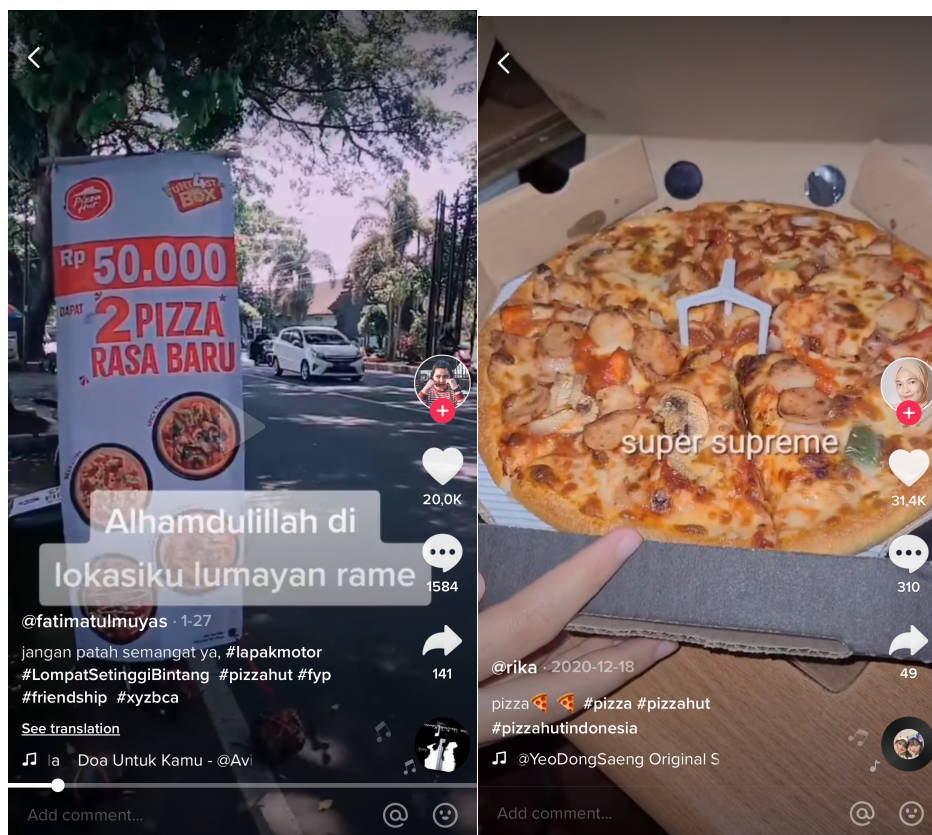 Pizza
Hut
FUNT4ST
BOX
Rp 50.000
DAPAT 2 PIZZA*
RASA BARU
Alhamdulillah di
lokasiku lumayan rame
20,0K
1584
@fatimatulmuyas · 1-27
jangan patah semangat ya, #lapakmotor
#LompatSetinggiBintang #pizzahut #fyp
#friendship #xyzbca
141
See translation
la Doa Untuk Kamu - @Avi
Add comment...
super supreme
31,4K
310
@rika · 2020-12-18
49
pizza🍕 🍕 #pizza #pizzahut
#pizzahutindonesia
@YeoDongSaeng Original S
Add comment...